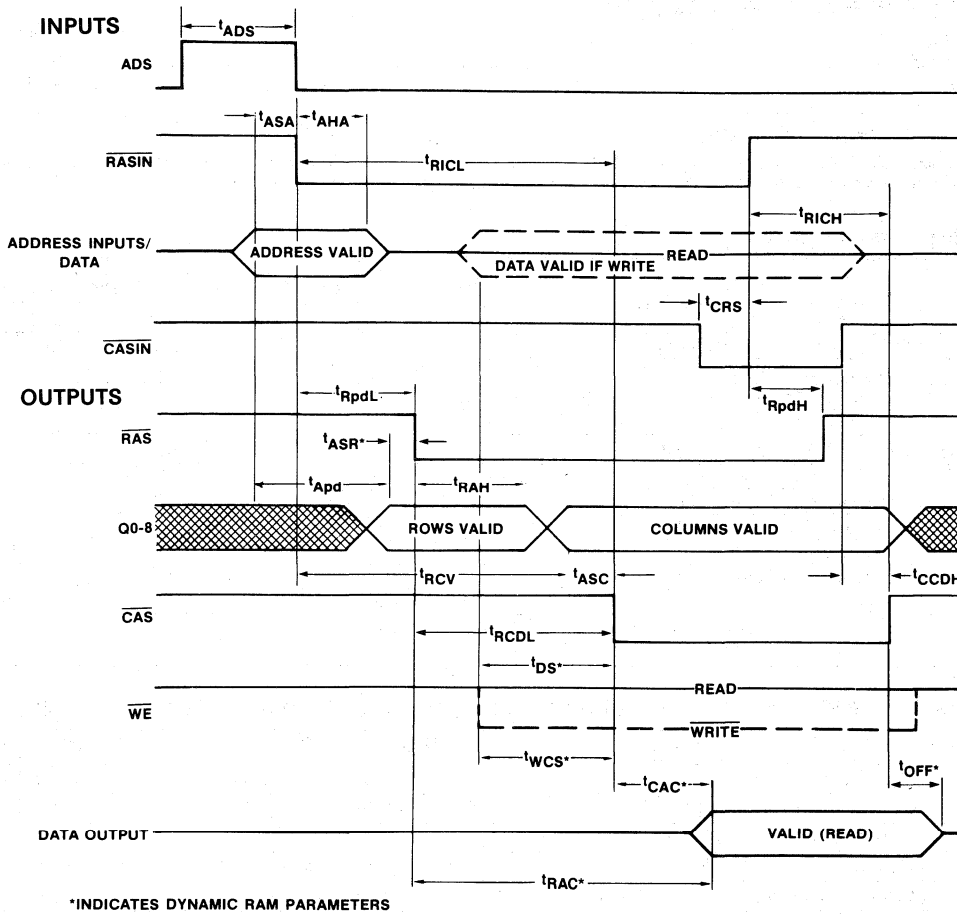 INPUTS
tADS
ADS
tASA tAHA
RASIN
tRICL
tRICH
ADDRESS INPUTS/
DATA
ADDRESS VALID
READ
DATA VALID IF WRITE
tCRS
CASIN
OUTPUTS
tRpdL
tRpdH
RAS
tASR*
tApd
tRAH
Q0-8
ROWS VALID
COLUMNS VALID
tRCV
tASC
tCCDH
CAS
tRCDL
tDS*
READ
WE
WRITE
tWCS*
tCAC*
tOFF*
DATA OUTPUT
VALID (READ)
tRAC*
*INDICATES DYNAMIC RAM PARAMETERS